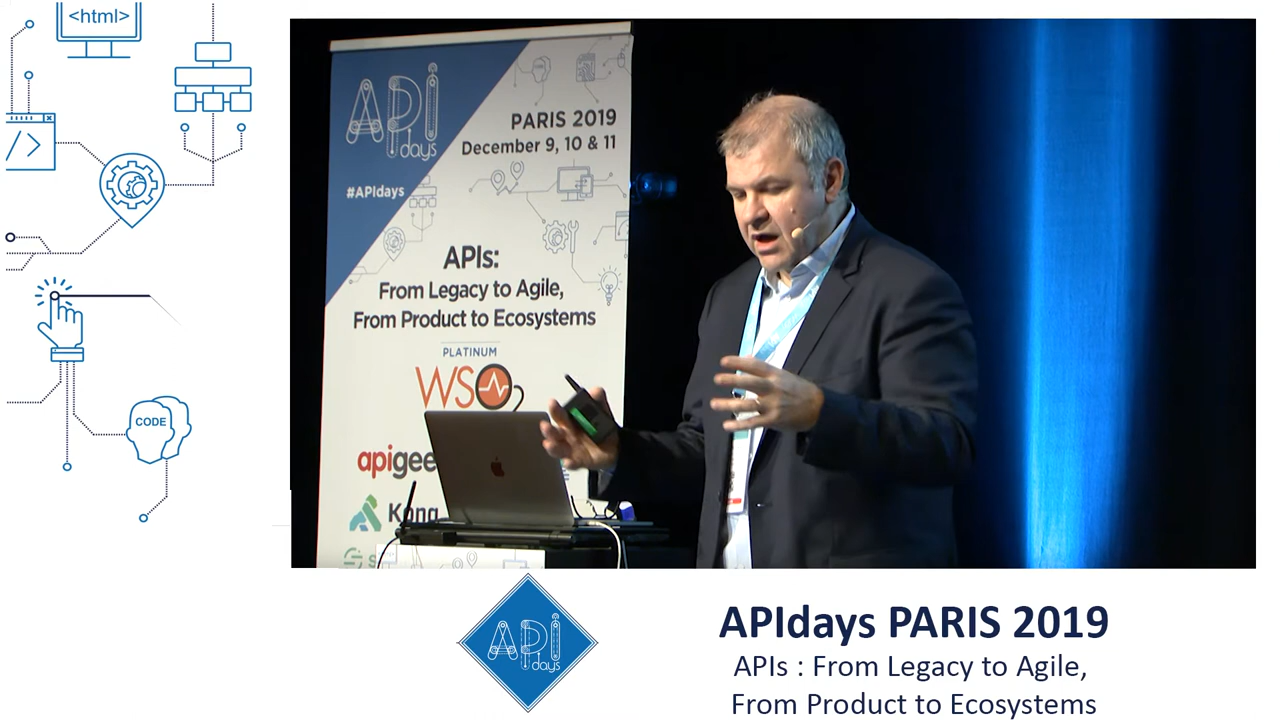 <html>
</>
CODE
API
days
PARIS 2019
December 9, 10 & 11
#APIdays
APIs:
From Legacy to Agile,
From Product to Ecosystems
PLATINUM
WSO2
apigee
Kong
S
API
days
APIdays PARIS 2019
APIs : From Legacy to Agile,
From Product to Ecosystems